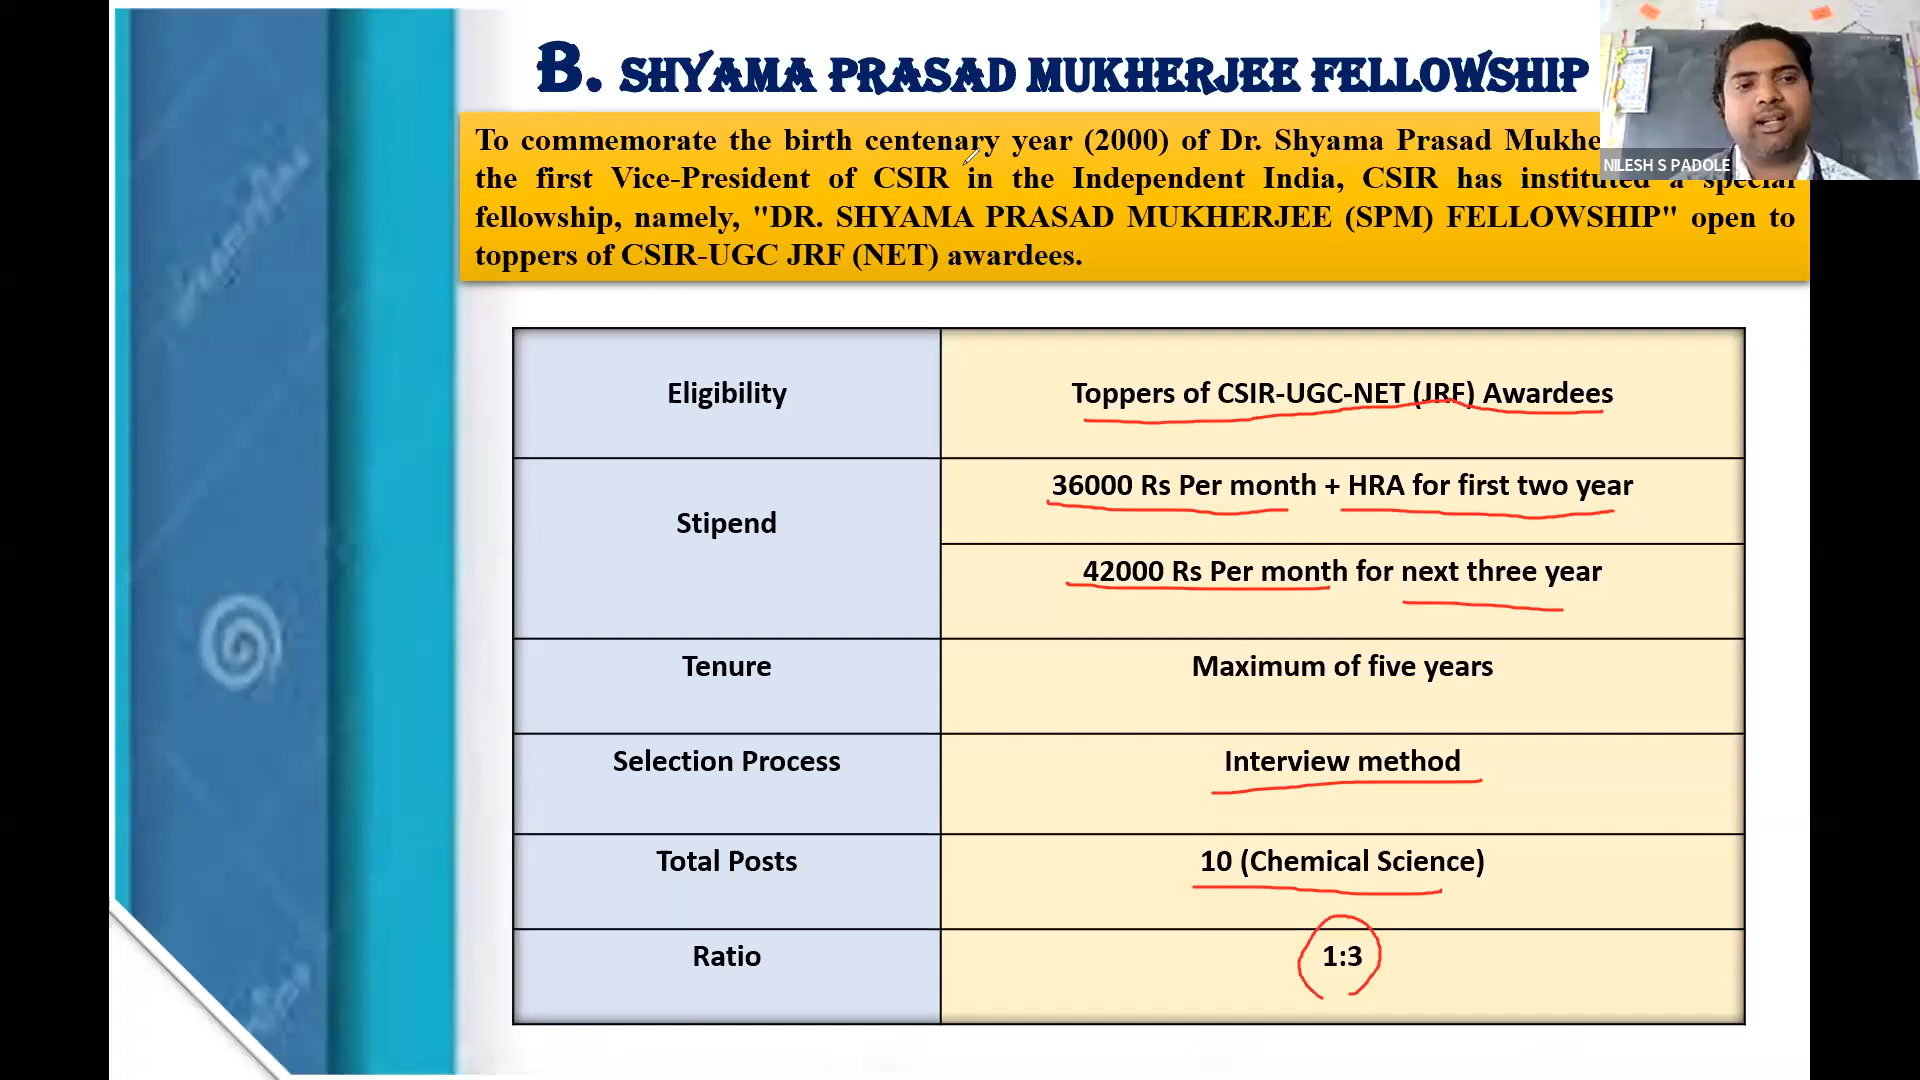 B. SHYAMA PRASAD MUKHERJEE FELLOWSHIP
To commemorate the birth centenary year (2000) of Dr. Shyama Prasad
the first Vice-President of CSIR in the Independent India, CSIR has instituted a special
fellowship, namely, "DR. SHYAMA PRASAD MUKHERJEE (SPM) FELLOWSHIP" open to
toppers of CSIR-UGC JRF (NET) awardees.
NILESH S PADOLE
Eligibility
Toppers of CSIR-UGC-NET (JRF) Awardees
Stipend
36000 Rs Per month + HRA for first two year
42000 Rs Per month for next three year
Tenure
Maximum of five years
Selection Process
Interview method
Total Posts
10 (Chemical Science)
Ratio
1:3